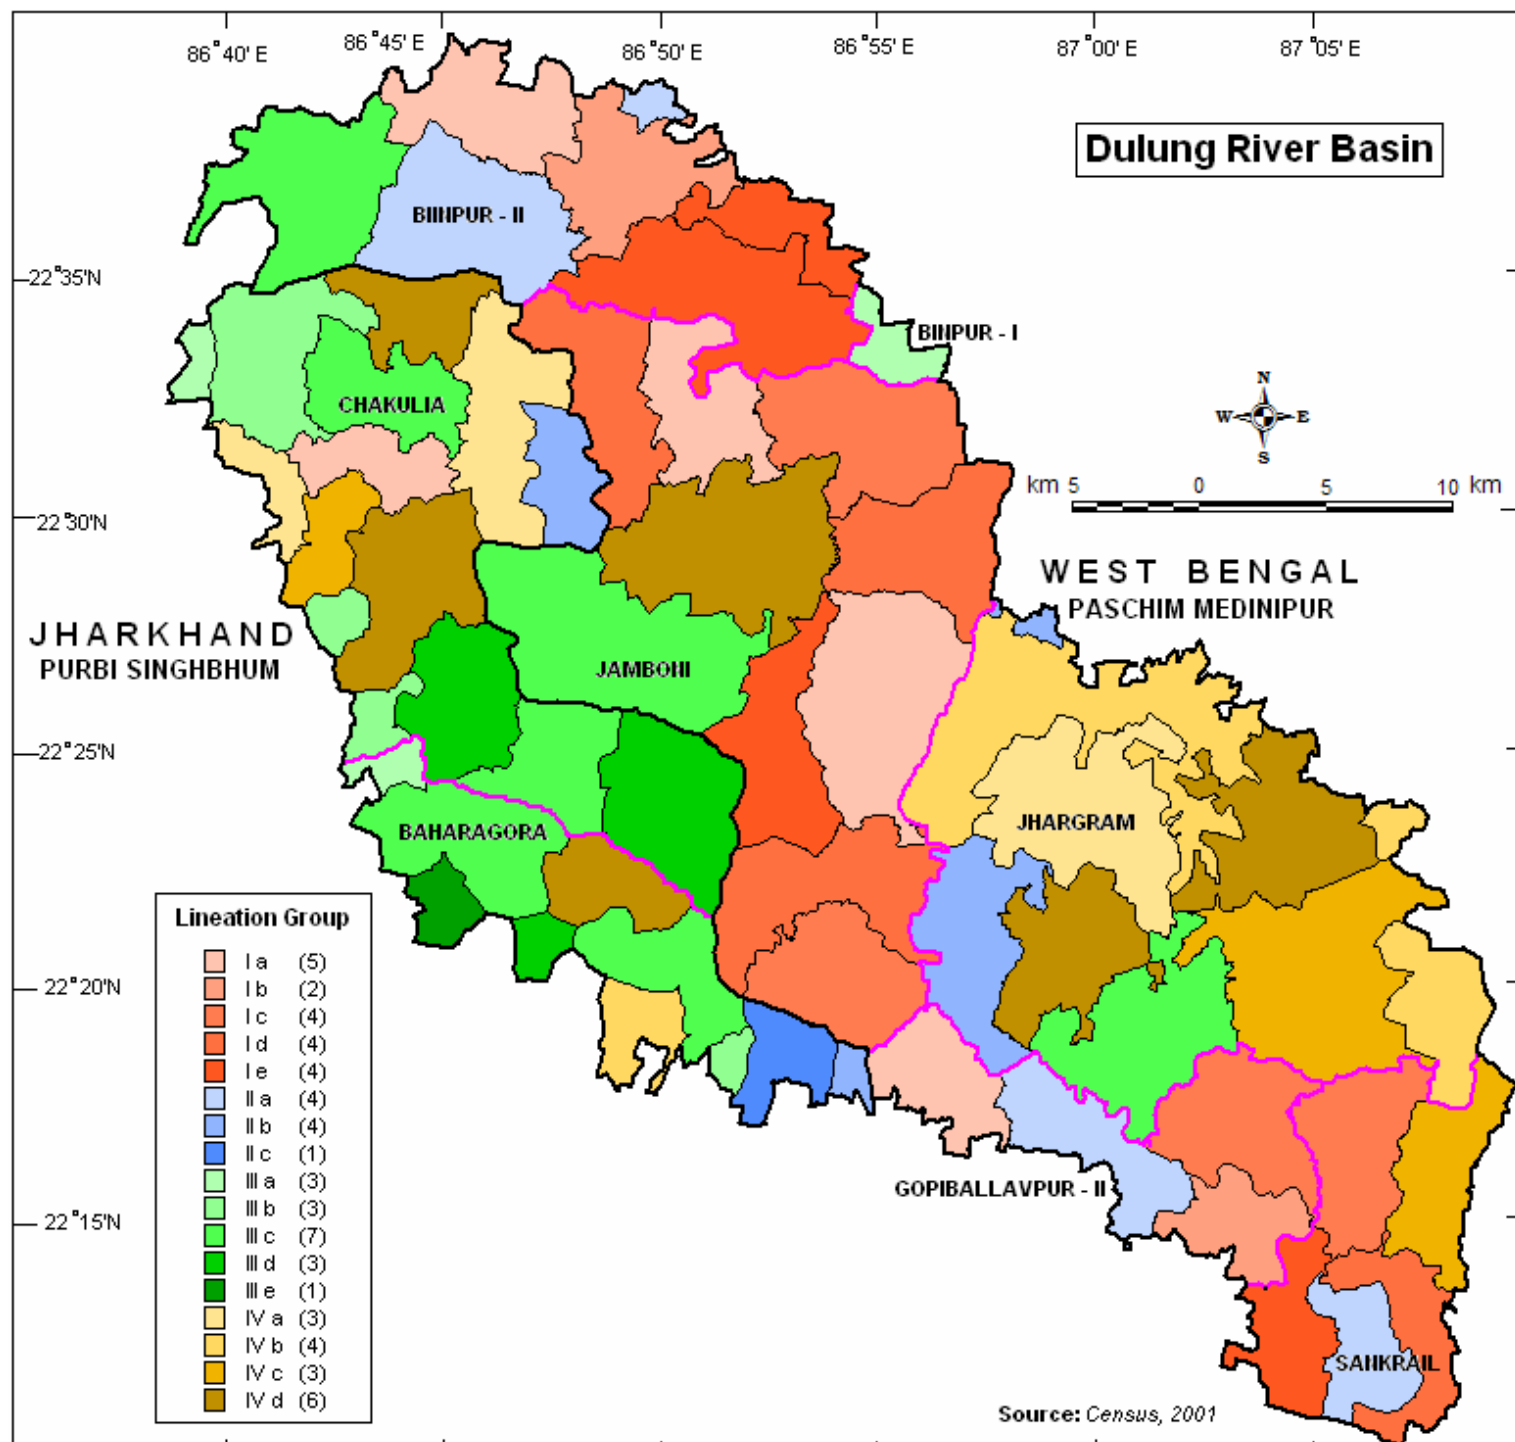 86°40' E
86°45' E
86°50' E
86°55' E
87°00' E
87°05' E
Dulung River Basin
BINPUR - II
22°35'N
BINPUR - I
N
W E
S
CHAKULIA
km 5 0 5 10 km
22°30'N
WEST BENGAL
PASCHIM MEDINIPUR
JHARKHAND
PURBI SINGHBHUM
JAMBONI
22°25'N
JHARGRAM
BAHARAGORA
Lineation Group
I a (5)
I b (2)
I c (4)
I d (4)
I e (4)
II a (4)
II b (4)
II c (1)
III a (3)
III b (3)
III c (7)
III d (3)
III e (1)
IV a (3)
IV b (4)
IV c (3)
IV d (6)
22°20'N
GOPIBALLAVPUR - II
22°15'N
SANKRAIL
Source: Census, 2001